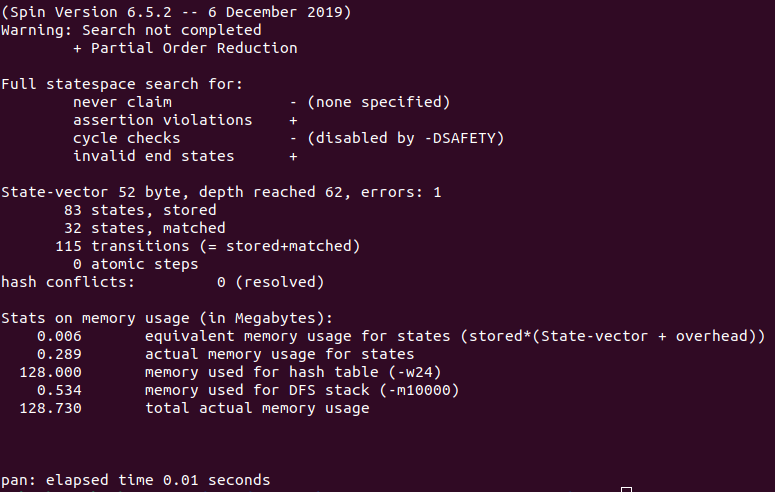 (Spin Version 6.5.2 -- 6 December 2019)
Warning: Search not completed
+ Partial Order Reduction
Full statespace search for:
never claim - (none specified)
assertion violations +
cycle checks - (disabled by -DSAFETY)
invalid end states +
State-vector 52 byte, depth reached 62, errors: 1
83 states, stored
32 states, matched
115 transitions (= stored+matched)
0 atomic steps
hash conflicts: 0 (resolved)
Stats on memory usage (in Megabytes):
0.006 equivalent memory usage for states (stored*(State-vector + overhead))
0.289 actual memory usage for states
128.000 memory used for hash table (-w24)
0.534 memory used for DFS stack (-m10000)
128.730 total actual memory usage
pan: elapsed time 0.01 seconds